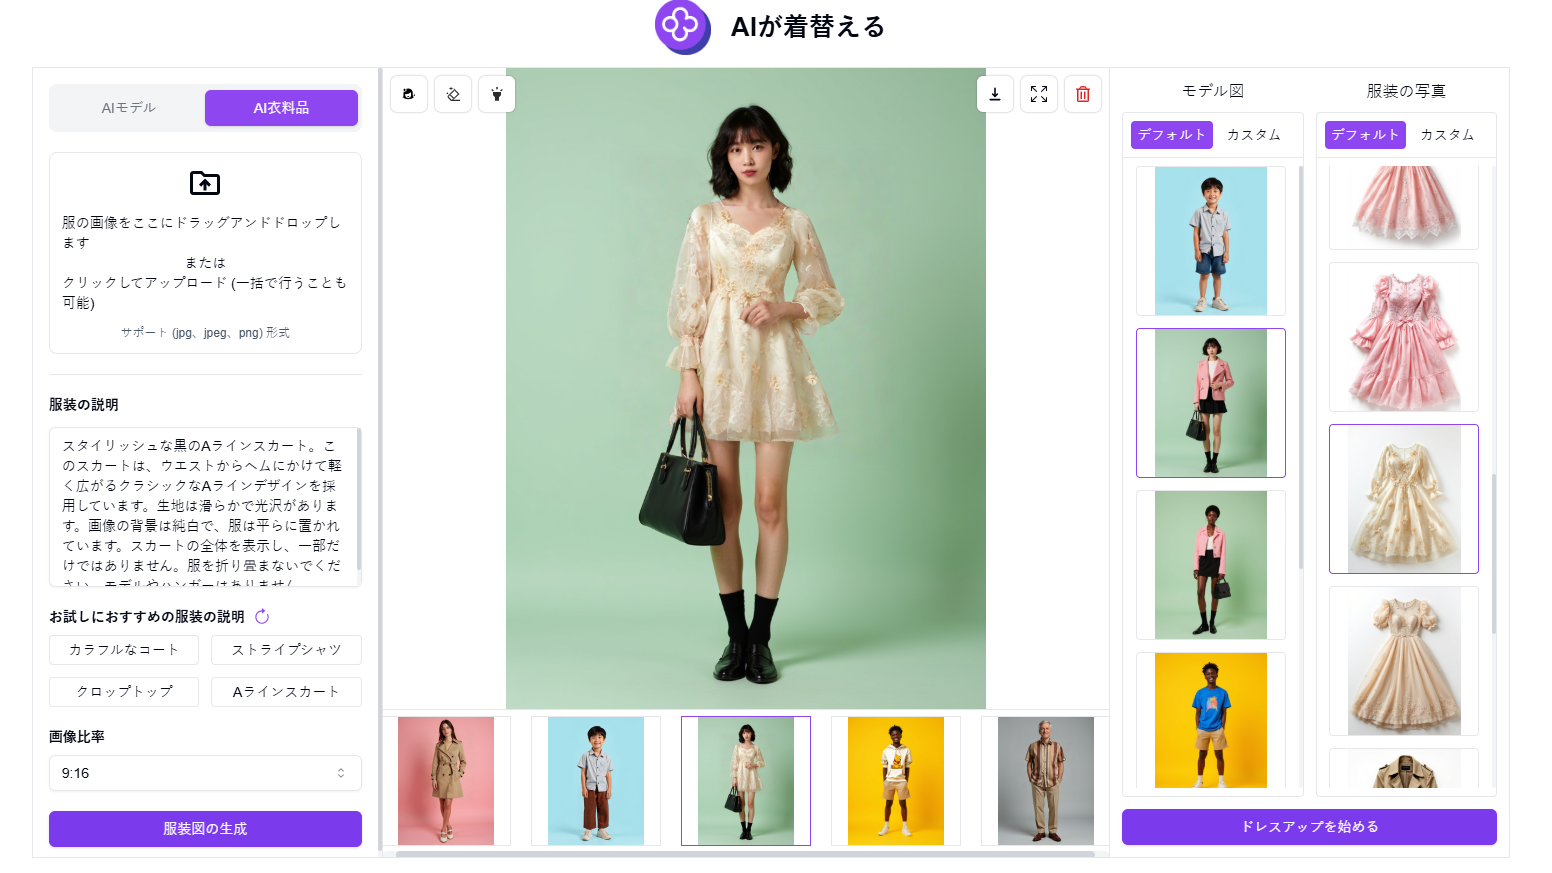 AIが着替える
AIモデル
AI衣料品
服の画像をここにドラッグアンドドロップし
ます
または
クリックしてアップロード (一括で行うことも
可能)
サポート (jpg、jpeg、png) 形式
服装の説明
スタイリッシュな黒のAラインスカート。こ
のスカートは、ウエストからヘムにかけて軽
く広がるクラシックなAラインデザインを採
用しています。生地は滑らかで光沢がありま
す。画像の背景は純白で、服は平らに置かれ
ています。スカートの全体を表示し、一部だ
けではありません。服を折り畳まないでくだ
さい、モデルやハンガーはありません
お試しにおすすめの服装の説明
カラフルなコート
ストライプシャツ
クロップトップ
Aラインスカート
画像比率
9:16
服装図の生成
モデル図
デフォルト
カスタム
服装の写真
デフォルト
カスタム
ドレスアップを始める